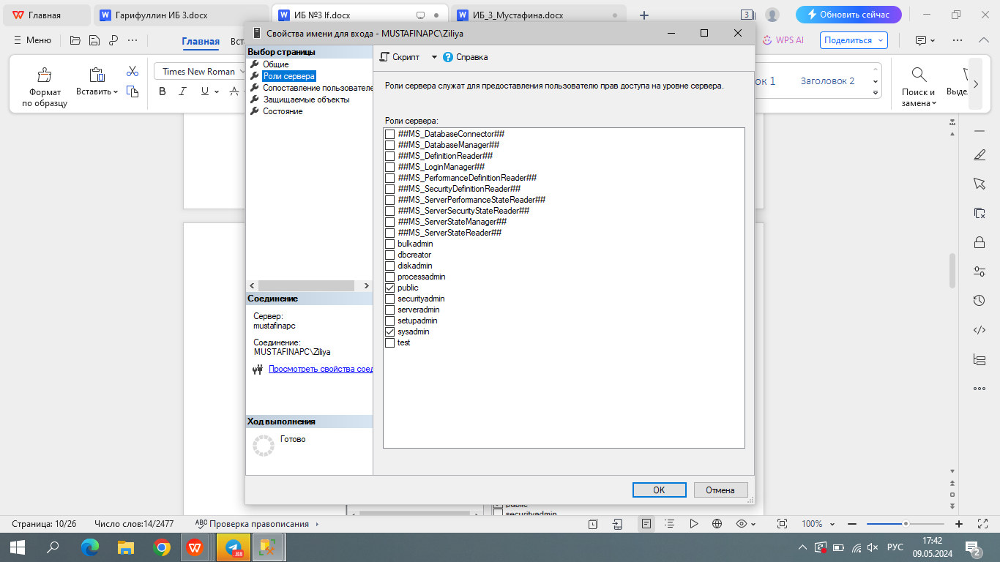 Главная
Гарифуллин ИБ 3.docx
ИБ №3 If.docx
ИБ_3_Мустафина.docx
3
Обновить сейчас
Меню
Главная
Вст
WPS AI
Поделиться
Свойства имени для входа - MUSTAFINAPC\Ziliya
Формат по образцу
Вставить
Times New Roman
B I U A
ок 1
Заголовок 2
Поиск и замена
Выде
Выбор страницы
Общие
Роли сервера
Сопоставление пользователе
Защищаемые объекты
Состояние
Скрипт
Справка
Роли сервера служат для предоставления пользователю прав доступа на уровне сервера.
Роли сервера:
##MS_DatabaseConnector##
##MS_DatabaseManager##
##MS_DefinitionReader##
##MS_LoginManager##
##MS_PerformanceDefinitionReader##
##MS_SecurityDefinitionReader##
##MS_ServerPerformanceStateReader##
##MS_ServerSecurityStateReader##
##MS_ServerStateManager##
##MS_ServerStateReader##
bulkadmin
dbcreator
diskadmin
processadmin
public
securityadmin
serveradmin
setupadmin
sysadmin
test
Соединение
Сервер:
mustafinapc
Соединение:
MUSTAFINAPC\Ziliya
Просмотреть свойства соед
Ход выполнения
Готово
OK
Отмена
public
securityadmin
Страница: 10/26
Число слов:14/2477
ABC
Проверка правописания
100%
.88
РУС
17:42
09.05.2024
2